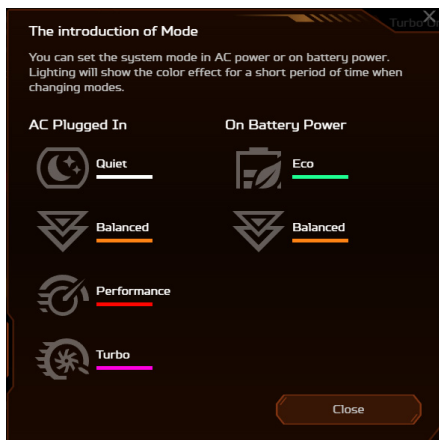 Turbo
The introduction of Mode
You can set the system mode in AC power or on battery power.
Lighting will show the color effect for a short period of time when
changing modes.
AC Plugged In
On Battery Power
Quiet
Eco
Balanced
Balanced
Performance
Turbo
Close